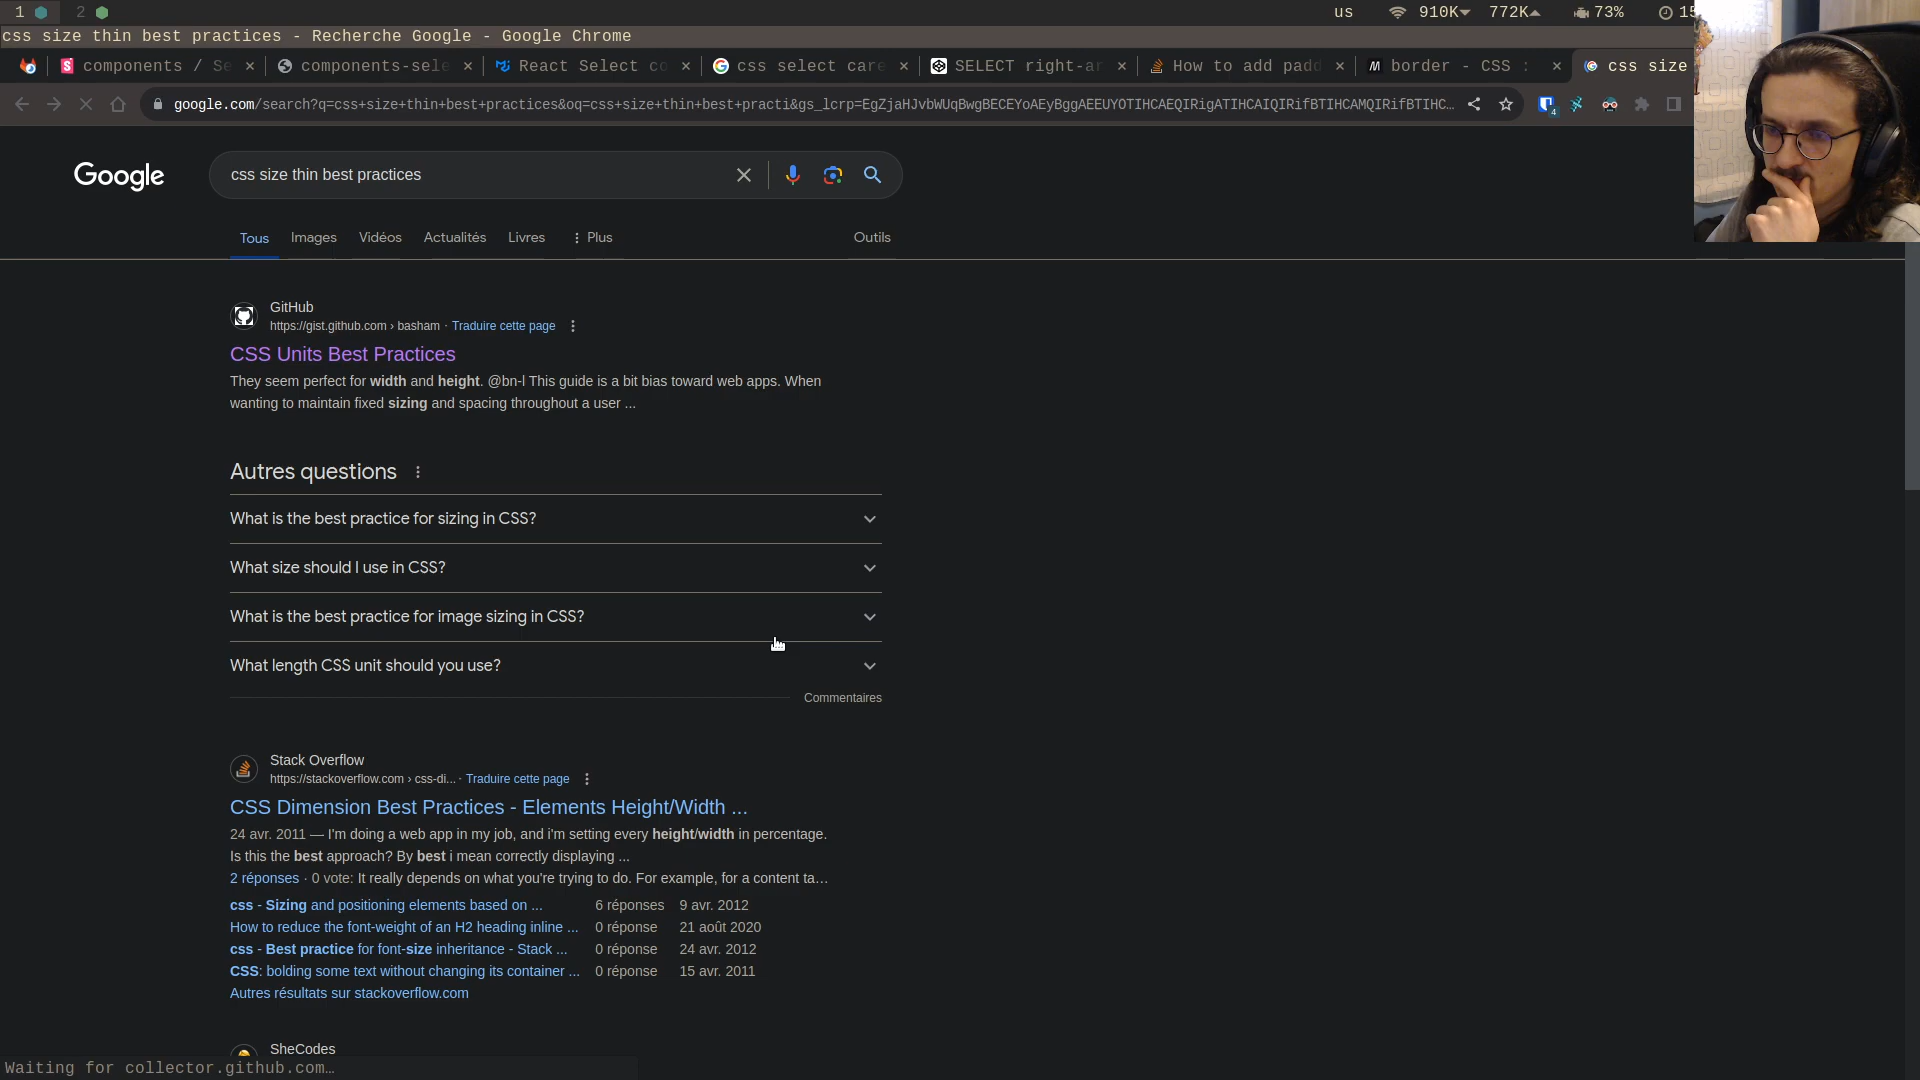 1 2 us 910K 772K 73% 15
css size thin best practices - Recherche Google - Google Chrome
components / Se components-sele React Select co css select care SELECT right-ar How to add padd border - CSS : css size
google.com/search?q=css+size+thin+best+practices&oq=css+size+thin+best+practi&gs_lcrp=EgZjaHJvbWUqBwgBECEYoAEyBggAEEUYOTIHCAEQIRigATIHCAIQIRifBTIHCAMQIRifBTIHC... 4
Google css size thin best practices
Tous Images Vidéos Actualités Livres Plus Outils
GitHub
https://gist.github.com › basham · Traduire cette page
CSS Units Best Practices
They seem perfect for width and height. @bn-l This guide is a bit bias toward web apps. When
wanting to maintain fixed sizing and spacing throughout a user ...
Autres questions
What is the best practice for sizing in CSS?
What size should I use in CSS?
What is the best practice for image sizing in CSS?
What length CSS unit should you use?
Commentaires
Stack Overflow
https://stackoverflow.com › css-di... · Traduire cette page
CSS Dimension Best Practices - Elements Height/Width ...
24 avr. 2011 — I'm doing a web app in my job, and i'm setting every height/width in percentage.
Is this the best approach? By best i mean correctly displaying ...
2 réponses · 0 vote: It really depends on what you're trying to do. For example, for a content ta…
css - Sizing and positioning elements based on ... 6 réponses 9 avr. 2012
How to reduce the font-weight of an H2 heading inline ... 0 réponse 21 août 2020
css - Best practice for font-size inheritance - Stack ... 0 réponse 24 avr. 2012
CSS: bolding some text without changing its container ... 0 réponse 15 avr. 2011
Autres résultats sur stackoverflow.com
SheCodes
Waiting for collector.github.com…